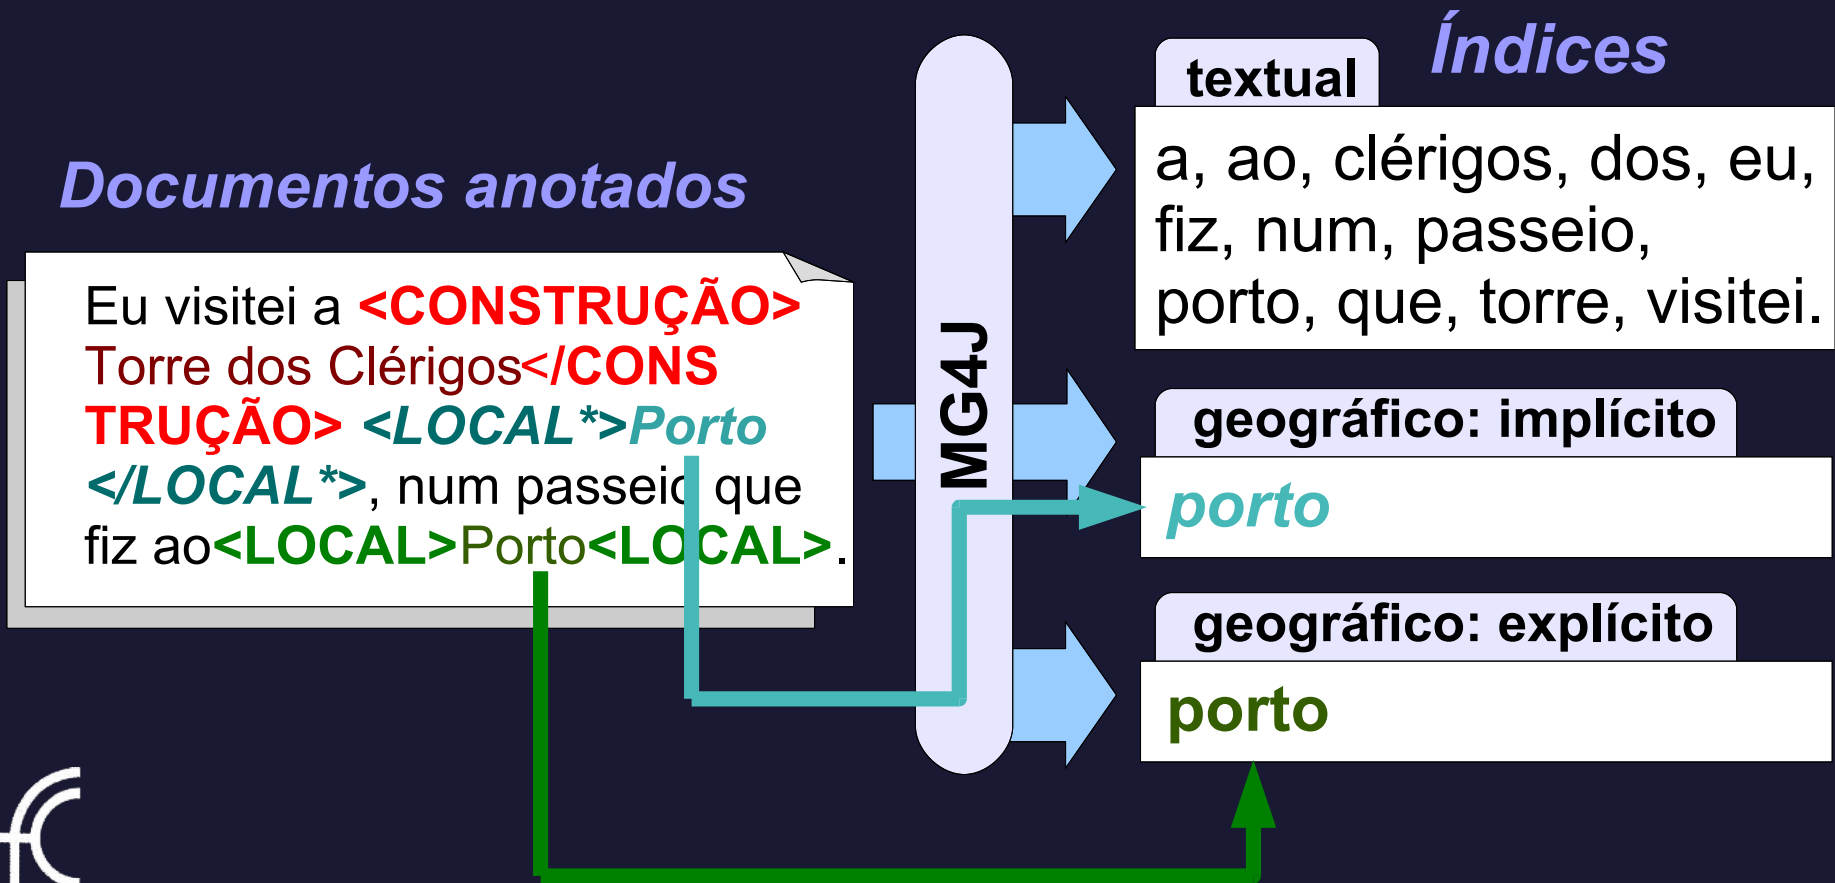 Documentos anotados
Eu visitei a <CONSTRUÇÃO>
Torre dos Clérigos</CONS
TRUÇÃO> <LOCAL*>Porto
</LOCAL*>, num passeio que
fiz ao<LOCAL>Porto<LOCAL>.
MG4J
Índices
textual
a, ao, clérigos, dos, eu,
fiz, num, passeio,
porto, que, torre, visitei.
geográfico: implícito
porto
geográfico: explícito
porto